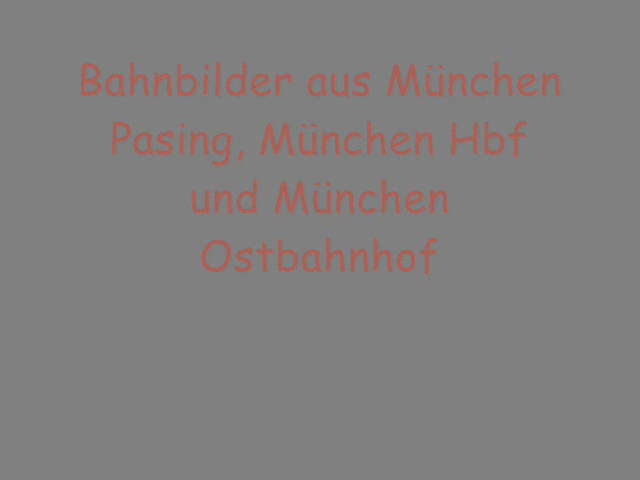 Bahnbilder aus München
Pasing, München Hbf
und München
Ostbahnhof